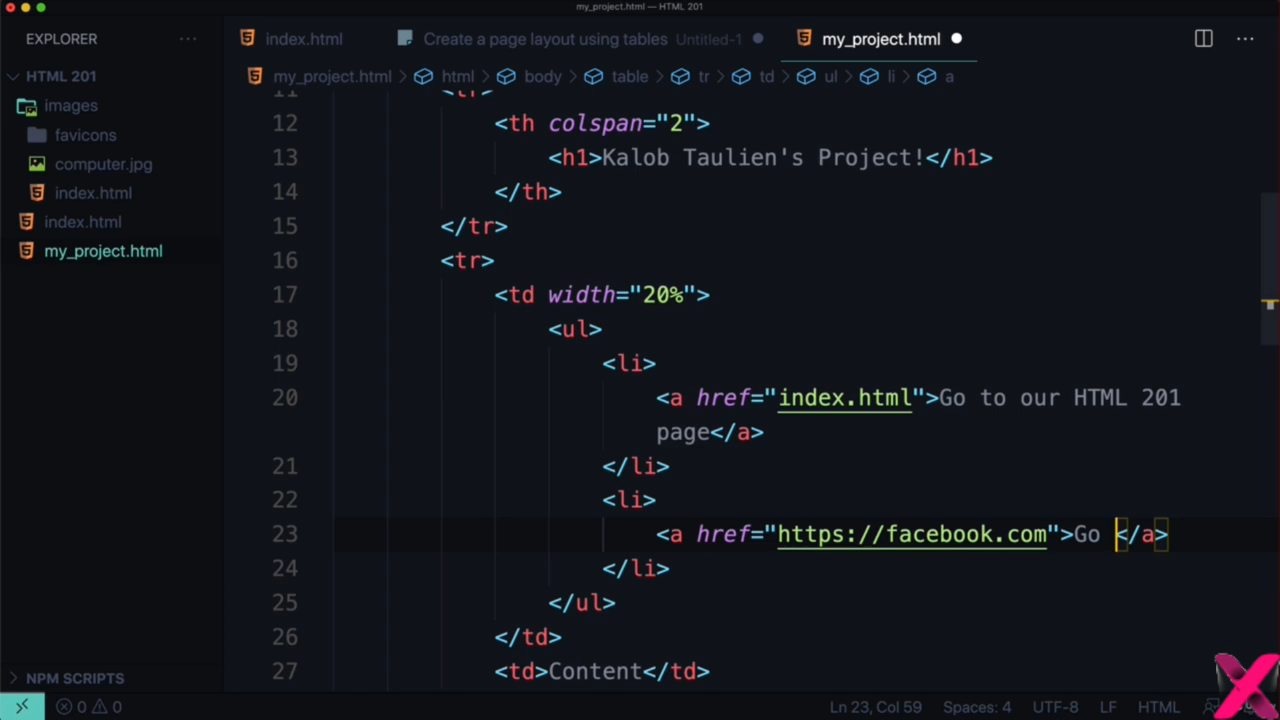 my_project.html — HTML 201
EXPLORER ···
index.html
Create a page layout using tables Untitled-1
my_project.html
HTML 201
images
favicons
computer.jpg
index.html
index.html
my_project.html
my_project.html > html > body > table > tr > td > ul > li > a
11 <tr>
12 <th colspan="2">
13 <h1>Kalob Taulien's Project!</h1>
14 </th>
15 </tr>
16 <tr>
17 <td width="20%">
18 <ul>
19 <li>
20 <a href="index.html">Go to our HTML 201
page</a>
21 </li>
22 <li>
23 <a href="https://facebook.com">Go </a>
24 </li>
25 </ul>
26 </td>
27 <td>Content</td>
NPM SCRIPTS
0 0
Ln 23, Col 59 Spaces: 4 UTF-8 LF HTML